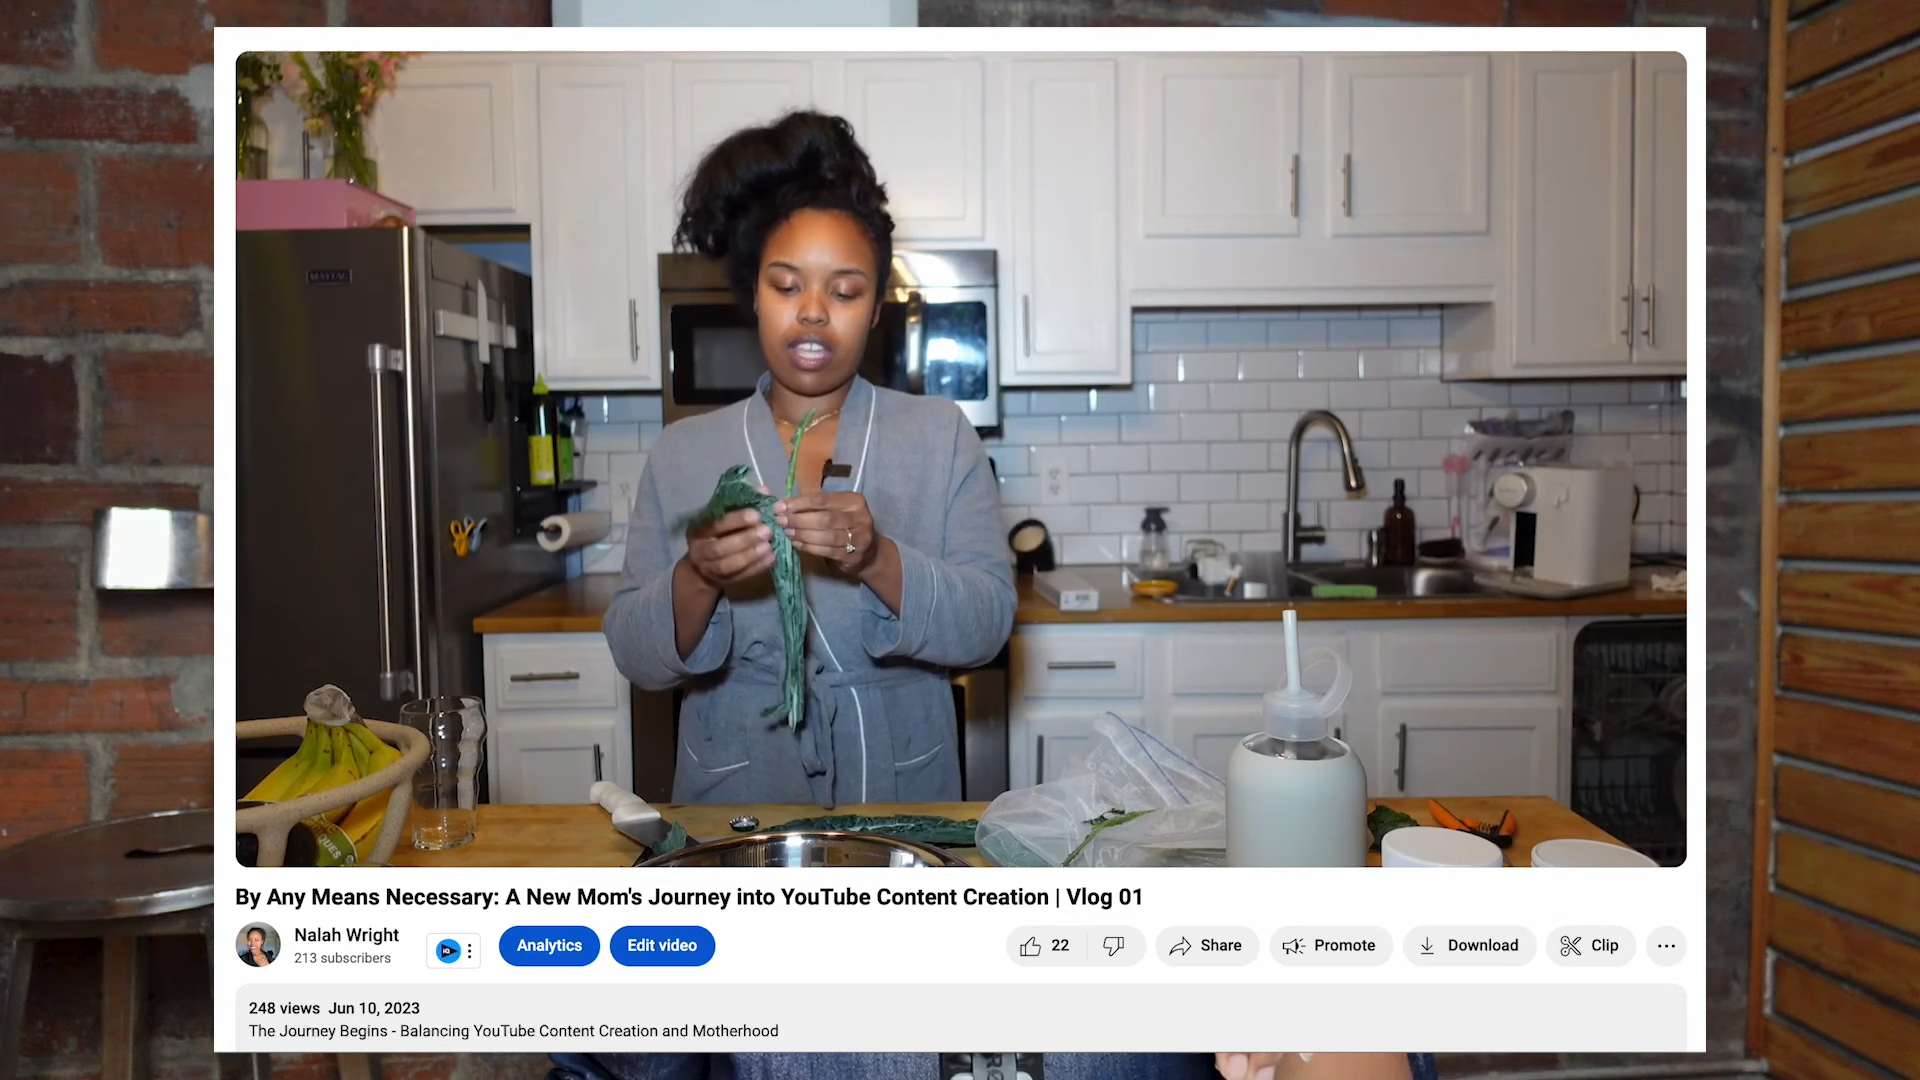 MAYTAG
By Any Means Necessary: A New Mom's Journey into YouTube Content Creation | Vlog 01
Nalah Wright
213 subscribers
Analytics
Edit video
22
Share
Promote
Download
Clip
248 views Jun 10, 2023
The Journey Begins - Balancing YouTube Content Creation and Motherhood